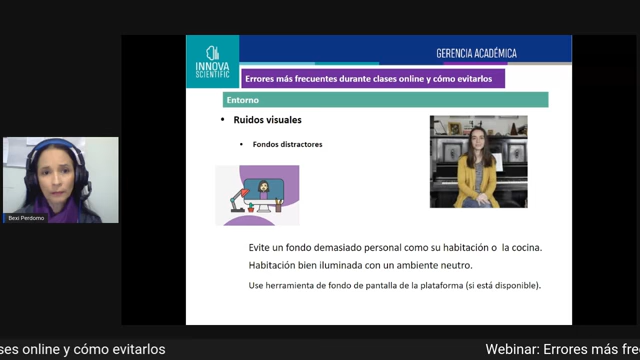 INNOVA
SCIENTIFIC
GERENCIA ACADÉMICA
Errores más frecuentes durante clases online y cómo evitarlos
Entorno
• Ruidos visuales
• Fondos distractores
Evite un fondo demasiado personal como su habitación o la cocina.
Habitación bien iluminada con un ambiente neutro.
Use herramienta de fondo de pantalla de la plataforma (si está disponible).
Bexi Perdomo
ses online y cómo evitarlos
Webinar: Errores más fre